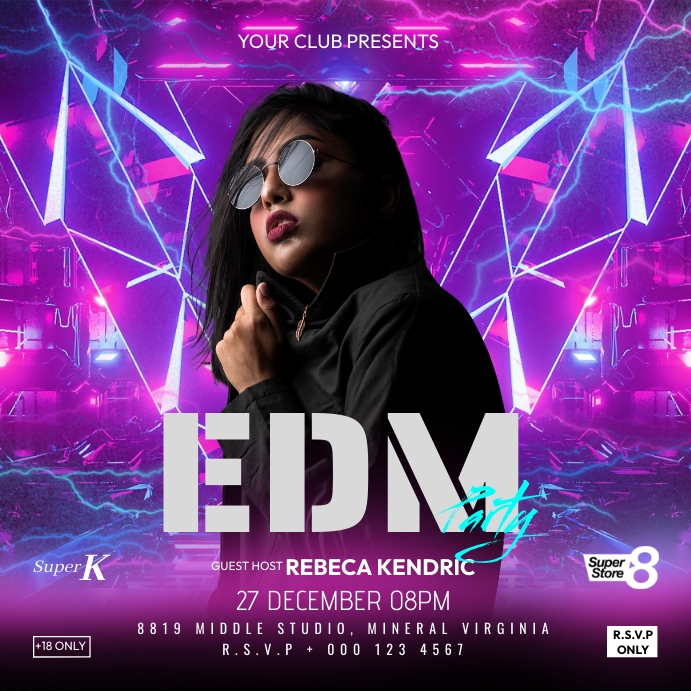 YOUR CLUB PRESENTS
EDM
Party
Super K
GUEST HOST REBECA KENDRIC
Super Store 8
27 DECEMBER 08PM
8819 MIDDLE STUDIO, MINERAL VIRGINIA
+18 ONLY
R.S.V.P + 000 123 4567
R.S.V.P
ONLY